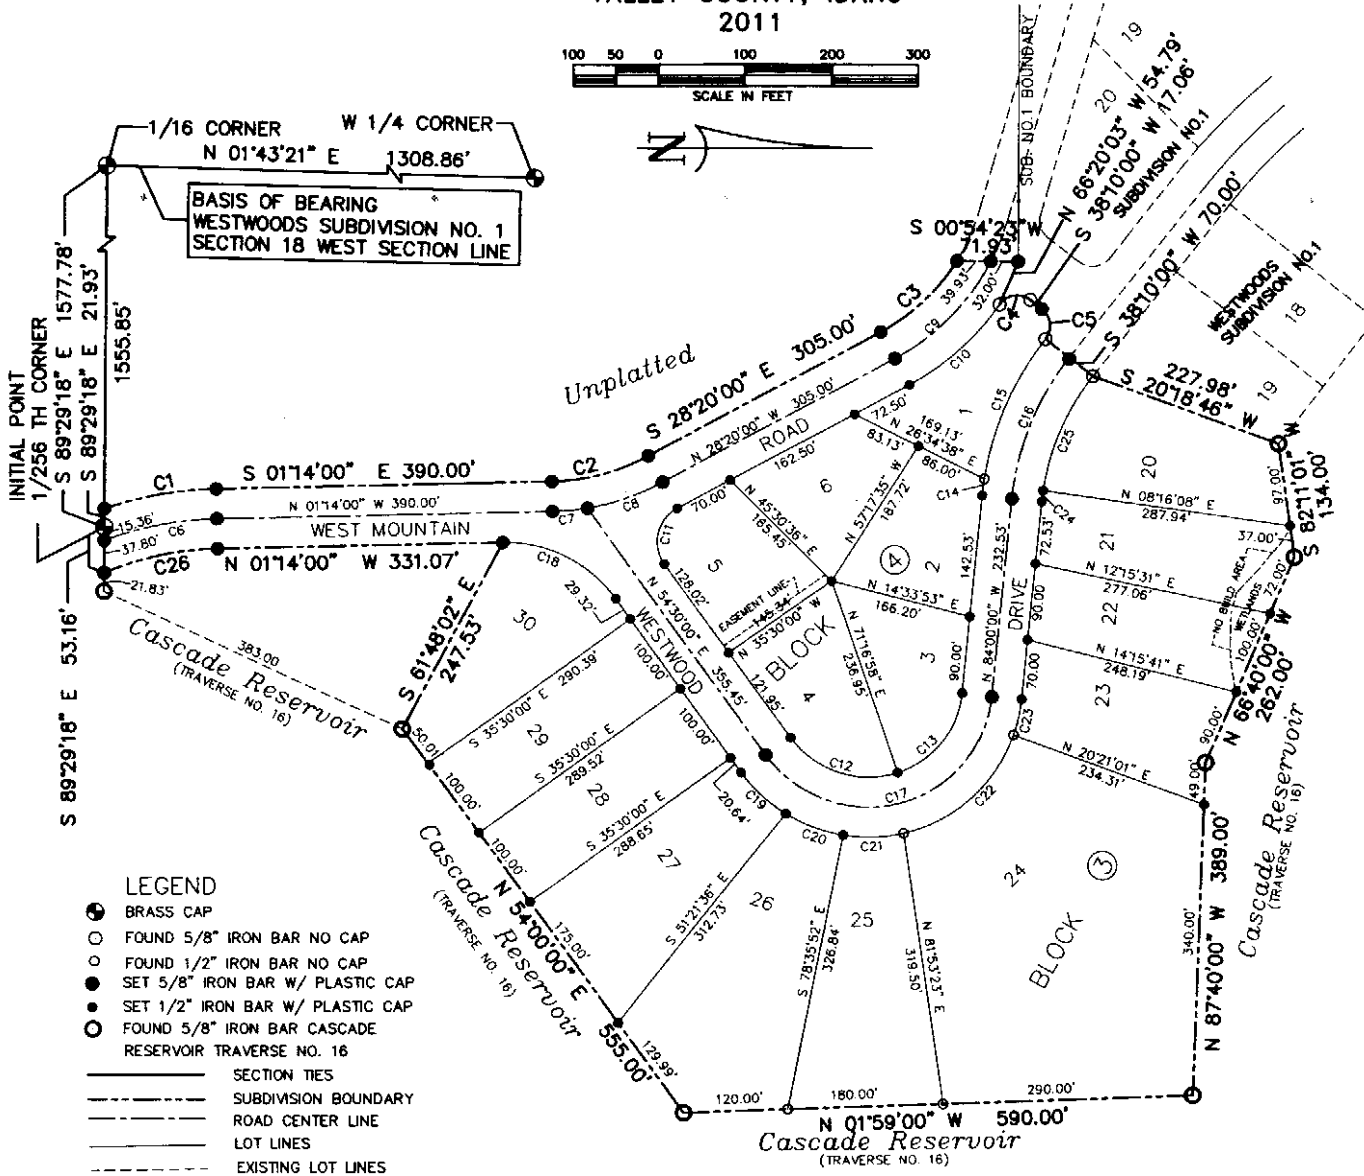 2011
100 50 0 100 200 300
SCALE IN FEET
N
1/16 CORNER
W 1/4 CORNER
N 01°43'21" E 1308.86'
BASIS OF BEARING
WESTWOODS SUBDIVISION NO. 1
SECTION 18 WEST SECTION LINE
INITIAL POINT
1/256 TH CORNER
S 89°29'18" E 1577.78'
S 89°29'18" E 21.93'
1555.85'
S 89°29'18" E 53.16'
15.36'
37.80'
21.83'
C1
S 01°14'00" E 390.00'
C2
S 28°20'00" E 305.00'
C3
S 00°54'23" W
71.93'
39.93'
32.00'
C6
N 01°14'00" W 390.00'
C7
C8
N 28°20'00" W 305.00'
C9
WEST MOUNTAIN
ROAD
C26
N 01°14'00" W 331.07'
C18
29.32'
Unplatted
SUB. NO.1 BOUNDARY
19
20
N 66°20'03" W 54.79'
S 38°10'00" W 17.06'
SUBDIVISION NO.1
C4
C5
S 38°10'00" W 70.00'
WESTWOODS
SUBDIVISION NO.1
18
19
227.98'
S 20°18'46" W
S 82°11'01" W
134.00'
97.00'
37.00'
C10
72.50'
162.50'
70.00'
C11
128.02'
121.95'
C12
C13
90.00'
142.53'
C14
C15
1
169.13'
N 26°34'38" E
83.13'
86.00'
6
N 57°17'35" W
187.72'
N 45°30'36" E
165.45'
5
EASEMENT LINE
145.34'
N 35°30'00" W
4
2
N 14°33'53" E
166.20'
3
BLOCK
4
N 71°16'58" E
236.95'
N 54°30'00" E 355.45'
WESTWOOD
C17
N 84°00'00" W 232.53'
DRIVE
C16
C25
C24
20
N 08°16'08" E
287.94'
72.53'
21
N 12°15'31" E
277.06'
90.00
22
N 14°15'41" E
248.19'
70.00
23
C23
N 20°21'01" E
234.31'
NO BUILD AREA
WETLANDS
72.00'
100.00'
90.00'
N 66°40'00" W
262.00'
49.00'
N 87°40'00" W 389.00'
340.00'
Cascade Reservoir
(TRAVERSE NO. 16)
C22
24
BLOCK
3
C21
C20
C19
20.64'
25
N 81°53'23" E
319.50'
S 78°35'52" E
326.84'
26
S 51°21'36" E
312.73'
27
S 35°30'00" E
288.65'
28
S 35°30'00" E
289.52'
29
S 35°30'00" E 290.39'
30
100.00'
100.00'
S 61°48'02" E
247.53'
383.00
Cascade Reservoir
(TRAVERSE NO. 16)
50.01'
100.00'
100.00'
175.00'
129.99'
N 54°00'00" E 555.00'
Cascade Reservoir
(TRAVERSE NO. 16)
120.00' 180.00' 290.00'
N 01°59'00" W 590.00'
Cascade Reservoir
(TRAVERSE NO. 16)
LEGEND
BRASS CAP
FOUND 5/8" IRON BAR NO CAP
FOUND 1/2" IRON BAR NO CAP
SET 5/8" IRON BAR W/ PLASTIC CAP
SET 1/2" IRON BAR W/ PLASTIC CAP
FOUND 5/8" IRON BAR CASCADE
RESERVOIR TRAVERSE NO. 16
SECTION TIES
SUBDIVISION BOUNDARY
ROAD CENTER LINE
LOT LINES
EXISTING LOT LINES